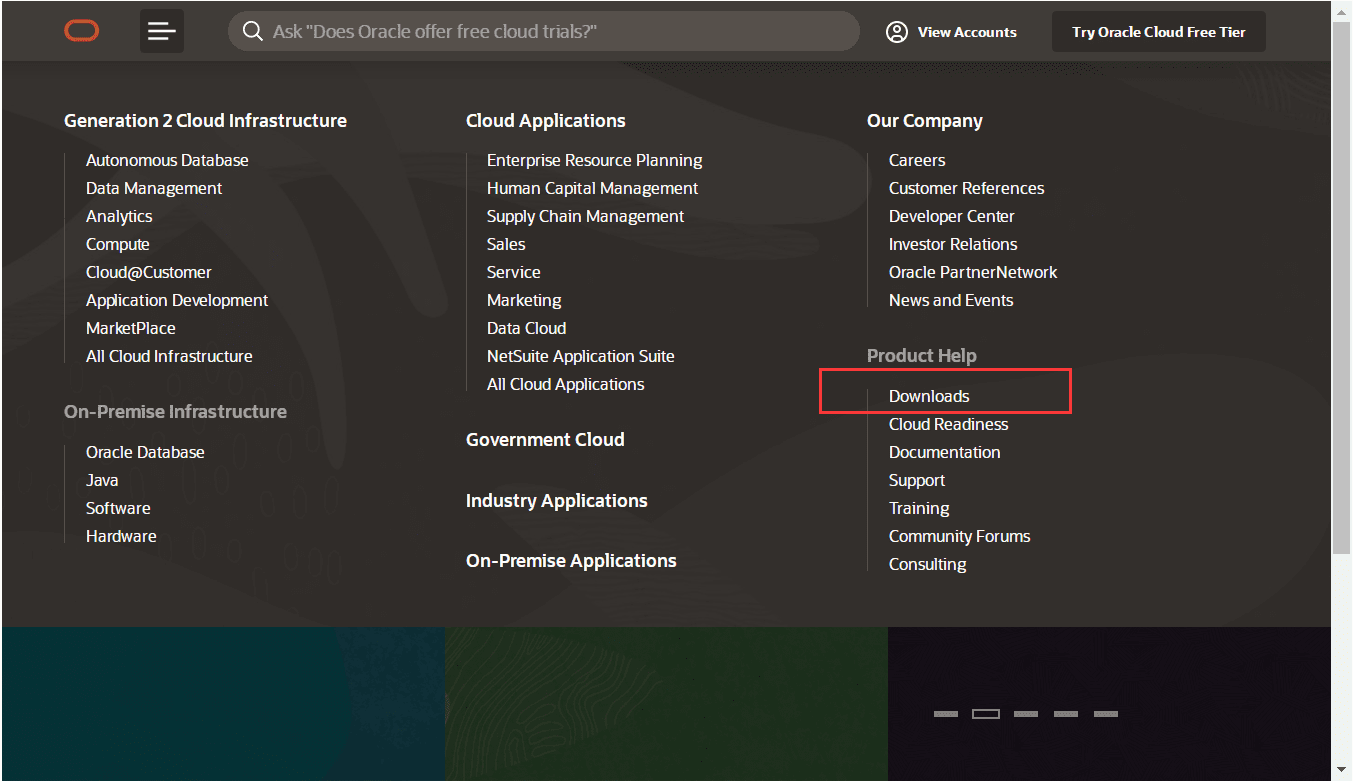 Ask "Does Oracle offer free cloud trials?"
View Accounts
Try Oracle Cloud Free Tier
Generation 2 Cloud Infrastructure
Autonomous Database
Data Management
Analytics
Compute
Cloud@Customer
Application Development
MarketPlace
All Cloud Infrastructure
On-Premise Infrastructure
Oracle Database
Java
Software
Hardware
Cloud Applications
Enterprise Resource Planning
Human Capital Management
Supply Chain Management
Sales
Service
Marketing
Data Cloud
NetSuite Application Suite
All Cloud Applications
Government Cloud
Industry Applications
On-Premise Applications
Our Company
Careers
Customer References
Developer Center
Investor Relations
Oracle PartnerNetwork
News and Events
Product Help
Downloads
Cloud Readiness
Documentation
Support
Training
Community Forums
Consulting